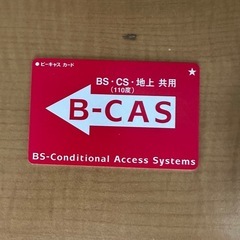 ●ビーキャス カード
★
BS・CS・地上 共用
(110度)
B-CAS
BS-Conditional Access Systems